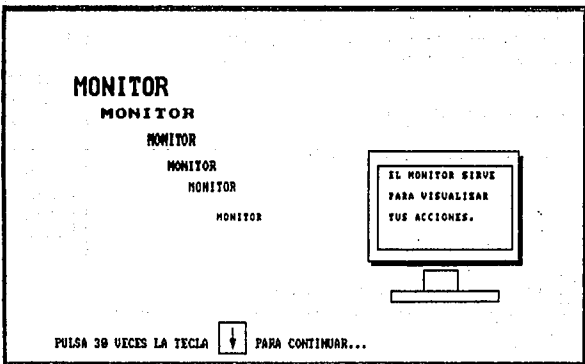 MONITOR
MONITOR
MONITOR
MONITOR
MONITOR
MONITOR
EL MONITOR SIRVE
PARA VISUALIZAR
TUS ACCIONES.
PULSA 30 VECES LA TECLA ↓ PARA CONTINUAR...